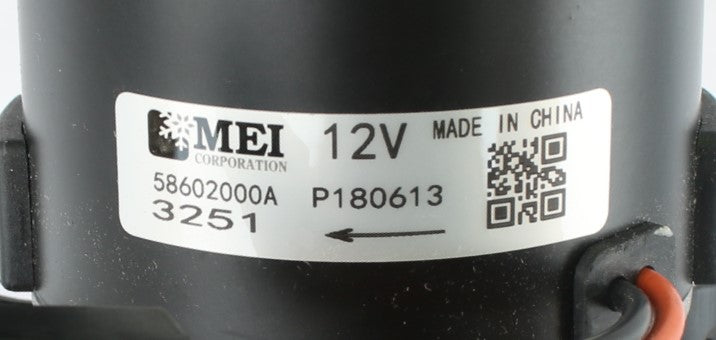 MEI 12V MADE IN CHINA
CORPORATION
58602000A P180613
3251